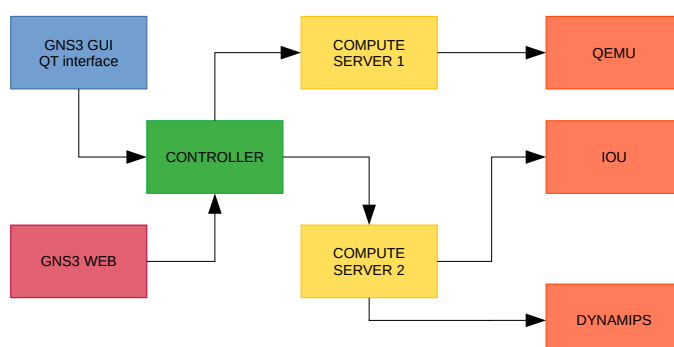 GNS3 GUI
QT interface
COMPUTE
SERVER 1
QEMU
CONTROLLER
IOU
GNS3 WEB
COMPUTE
SERVER 2
DYNAMIPS